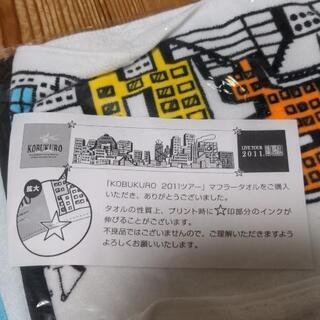 KOBUKURO
LIVE TOUR
2011.
拡大
「KOBUKURO 2011ツアー」マフラータオルをご購入
いただき、ありがとうございました。
タオルの性質上、プリント時に☆印部分のインクが
伸びることがございます。
不良品ではございませんので、ご理解いただきますよう
よろしくお願いいたします。